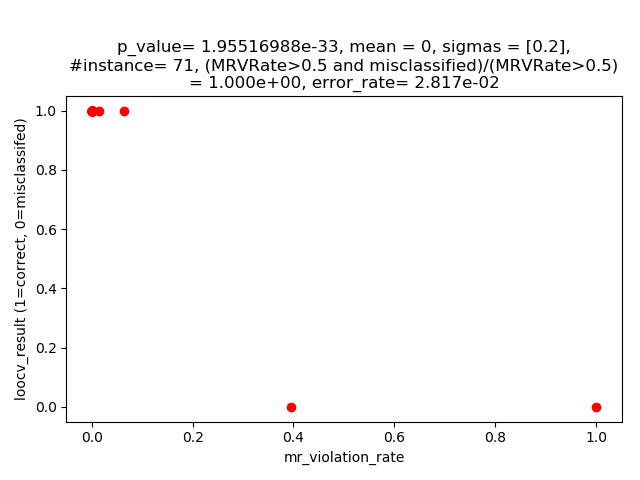 p_value= 1.95516988e-33, mean = 0, sigmas = [0.2],
#instance= 71, (MRVRate>0.5 and misclassified)/(MRVRate>0.5)
= 1.000e+00, error_rate= 2.817e-02
loocv_result (1=correct, 0=misclassifed)
1.0
0.8
0.6
0.4
0.2
0.0
0.0 0.2 0.4 0.6 0.8 1.0
mr_violation_rate